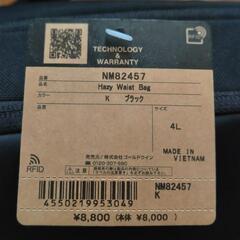 TECHNOLOGY
&
WARRANTY
品番 NM82457
品名 Hazy Waist Bag
カラー K ブラック
サイズ
4L
MADE IN
VIETNAM
RFID
発売元/株式会社ゴールドウイン
0120-307-560
4550219953049
NM82457
K
¥8,800 (本体 ¥8,000)